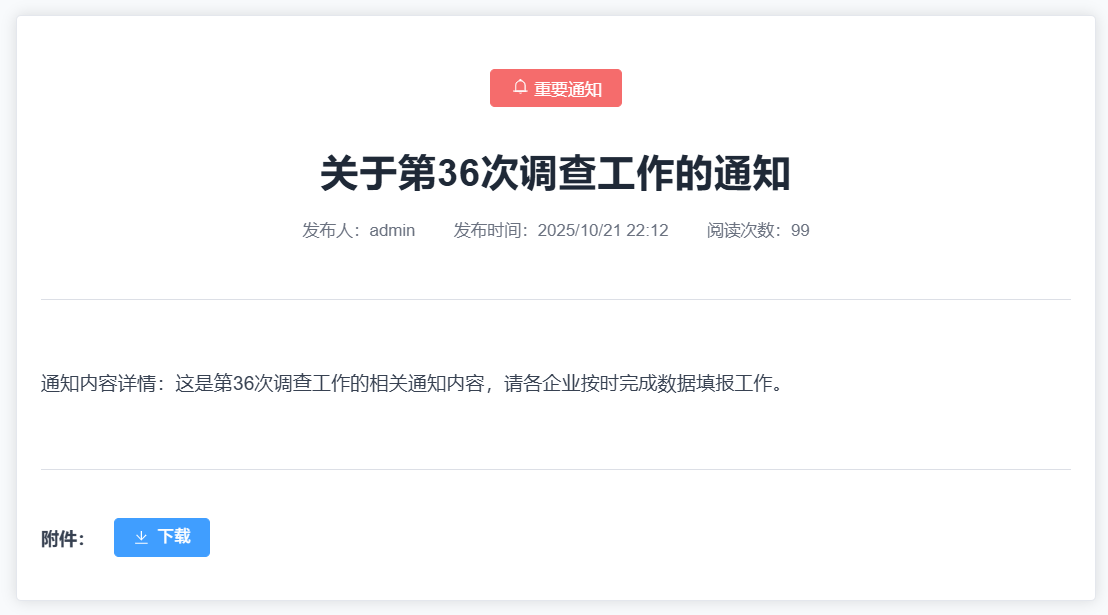 重要通知
关于第36次调查工作的通知
发布人：admin 发布时间：2025/10/21 22:12 阅读次数：99
通知内容详情：这是第36次调查工作的相关通知内容，请各企业按时完成数据填报工作。
附件： 下载